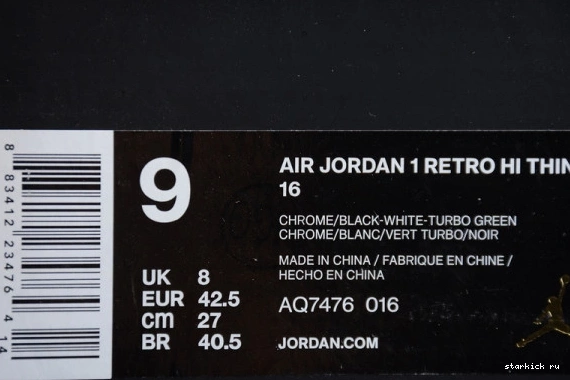 8 83412 23476 4 14
9
AIR JORDAN 1 RETRO HI THIN
16
CHROME/BLACK-WHITE-TURBO GREEN
CHROME/BLANC/VERT TURBO/NOIR
MADE IN CHINA / FABRIQUE EN CHINE /
HECHO EN CHINA
UK 8
EUR 42.5
cm 27
BR 40.5
AQ7476 016
JORDAN.COM
starkick ru